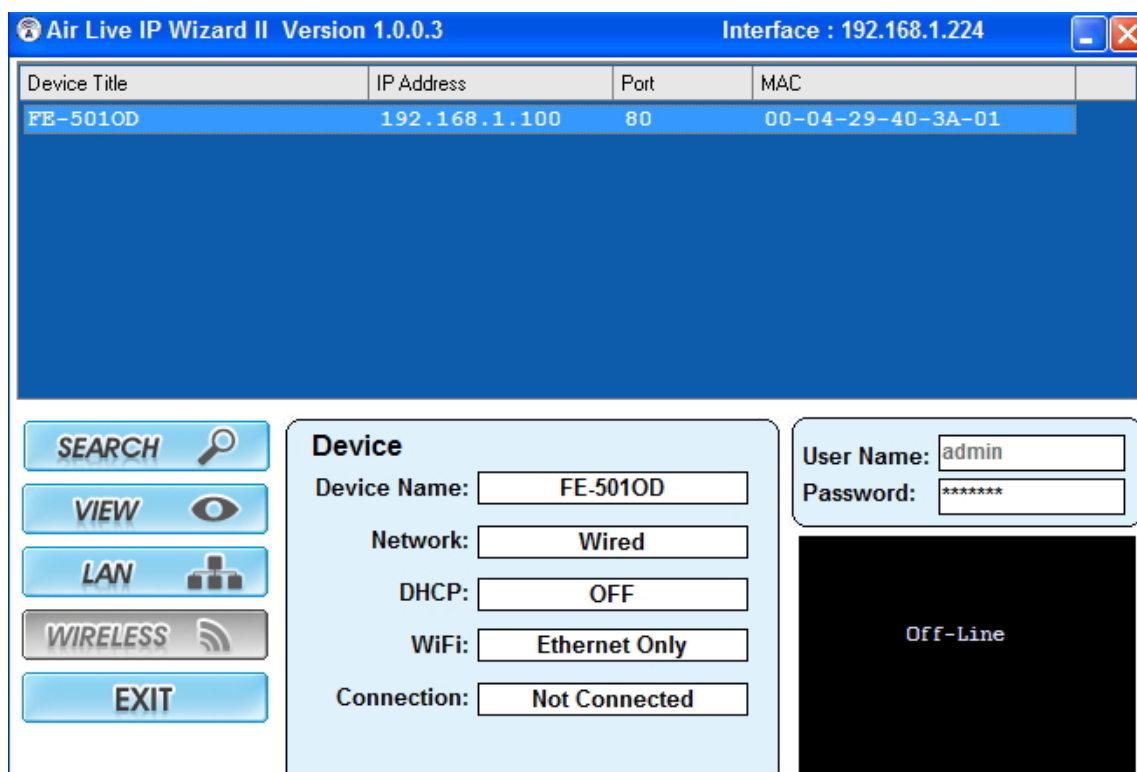 Air Live IP Wizard II Version 1.0.0.3 Interface : 192.168.1.224
Device Title IP Address Port MAC
FE-501OD 192.168.1.100 80 00-04-29-40-3A-01
SEARCH
VIEW
LAN
WIRELESS
EXIT
Device
Device Name: FE-501OD
Network: Wired
DHCP: OFF
WiFi: Ethernet Only
Connection: Not Connected
User Name: admin
Password: *******
Off-Line